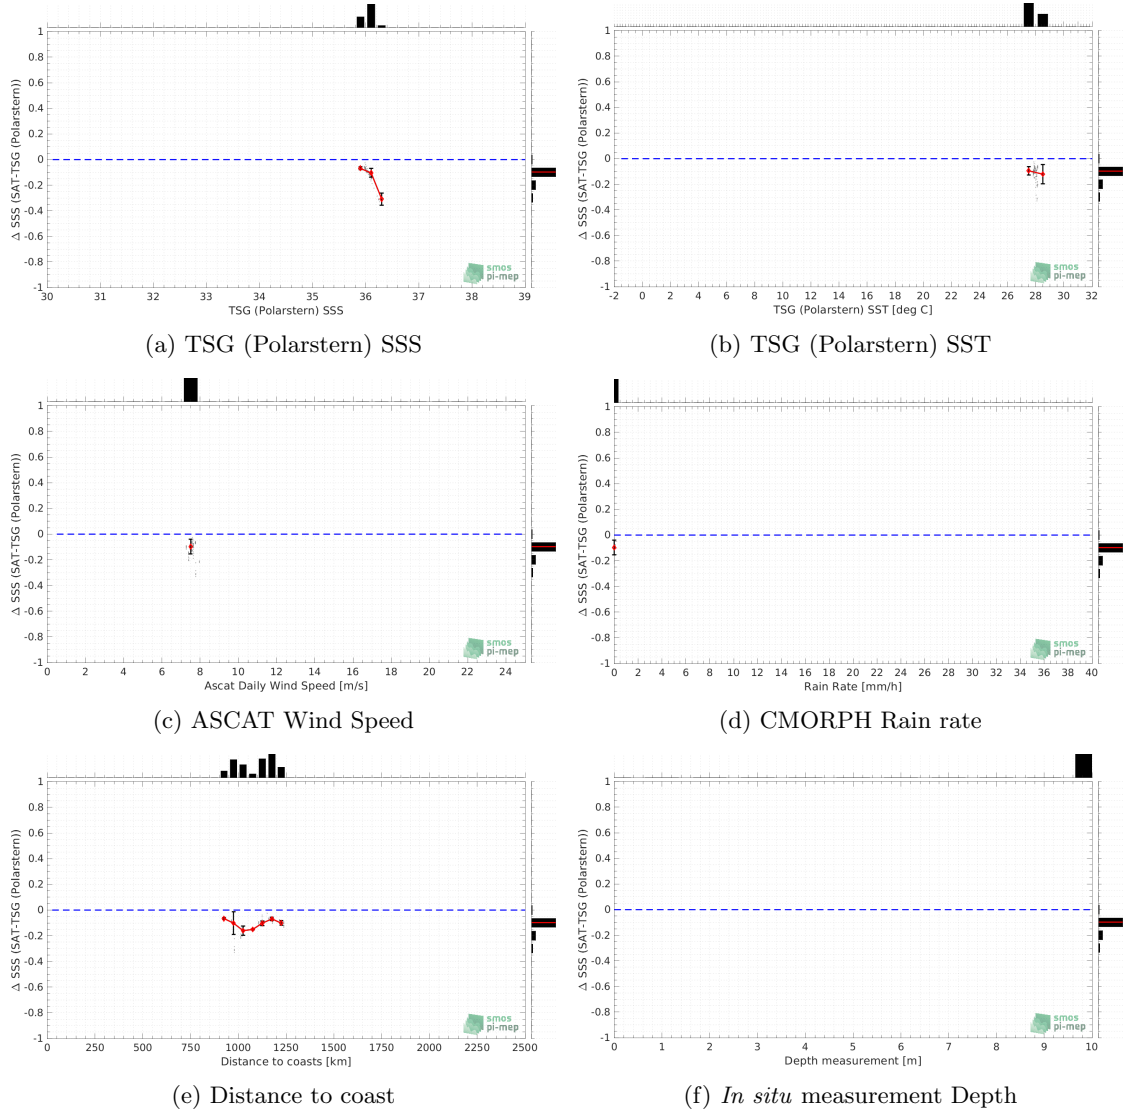 1
0.8
0.6
0.4
0.2
0
-0.2
-0.4
-0.6
-0.8
-1
Δ SSS (SAT-TSG (Polarstern))
30 31 32 33 34 35 36 37 38 39
TSG (Polarstern) SSS
smos
pi-mep
(a) TSG (Polarstern) SSS
1
0.8
0.6
0.4
0.2
0
-0.2
-0.4
-0.6
-0.8
-1
Δ SSS (SAT-TSG (Polarstern))
-2 0 2 4 6 8 10 12 14 16 18 20 22 24 26 28 30 32
TSG (Polarstern) SST [deg C]
smos
pi-mep
(b) TSG (Polarstern) SST
1
0.8
0.6
0.4
0.2
0
-0.2
-0.4
-0.6
-0.8
-1
Δ SSS (SAT-TSG (Polarstern))
0 2 4 6 8 10 12 14 16 18 20 22 24
Ascat Daily Wind Speed [m/s]
smos
pi-mep
(c) ASCAT Wind Speed
1
0.8
0.6
0.4
0.2
0
-0.2
-0.4
-0.6
-0.8
-1
Δ SSS (SAT-TSG (Polarstern))
0 2 4 6 8 10 12 14 16 18 20 22 24 26 28 30 32 34 36 38 40
Rain Rate [mm/h]
smos
pi-mep
(d) CMORPH Rain rate
1
0.8
0.6
0.4
0.2
0
-0.2
-0.4
-0.6
-0.8
-1
Δ SSS (SAT-TSG (Polarstern))
0 250 500 750 1000 1250 1500 1750 2000 2250 2500
Distance to coasts [km]
smos
pi-mep
(e) Distance to coast
1
0.8
0.6
0.4
0.2
0
-0.2
-0.4
-0.6
-0.8
-1
Δ SSS (SAT-TSG (Polarstern))
0 1 2 3 4 5 6 7 8 9 10
Depth measurement [m]
smos
pi-mep
(f) In situ measurement Depth